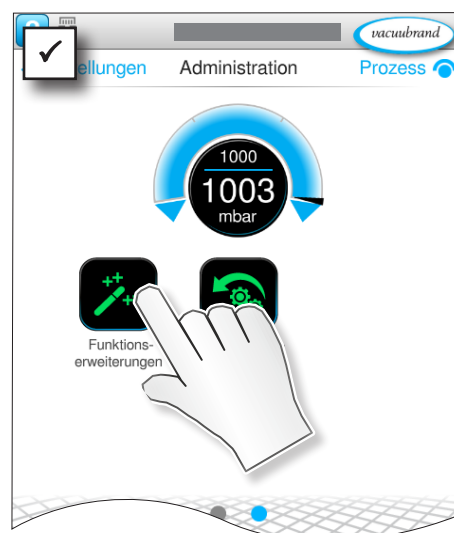 vacuubrand
ellungen Administration Prozess
1000
1003
mbar
Funktions-
erweiterungen